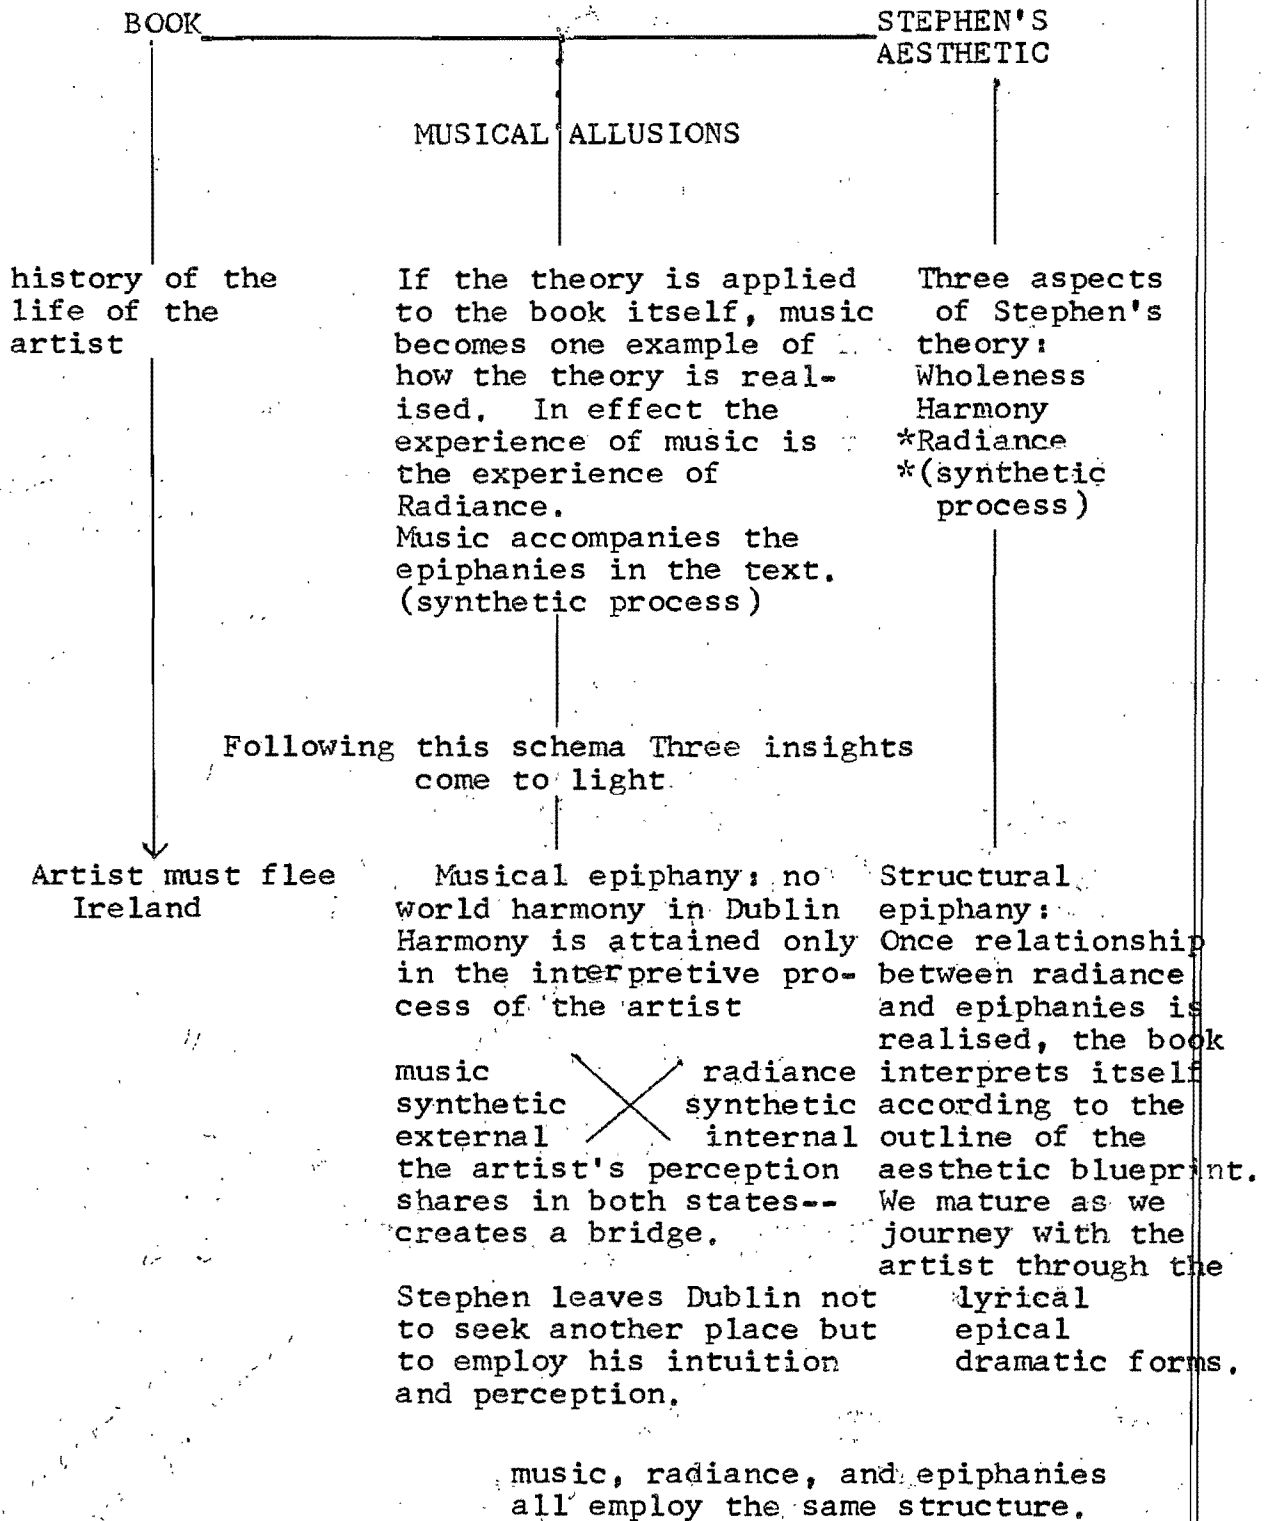 BOOK
STEPHEN'S
AESTHETIC
MUSICAL ALLUSIONS
history of the
life of the
artist
If the theory is applied
to the book itself, music
becomes one example of
how the theory is real-
ised. In effect the
experience of music is
the experience of
Radiance.
Music accompanies the
epiphanies in the text.
(synthetic process)
Three aspects
of Stephen's
theory:
Wholeness
Harmony
*Radiance
*(synthetic
process)
Following this schema Three insights
come to light
Artist must flee
Ireland
Musical epiphany: no
world harmony in Dublin
Harmony is attained only
in the interpretive pro-
cess of the artist
music radiance
synthetic synthetic
external internal
the artist's perception
shares in both states--
creates a bridge.
Stephen leaves Dublin not
to seek another place but
to employ his intuition
and perception.
Structural
epiphany:
Once relationship
between radiance
and epiphanies is
realised, the book
interprets itself
according to the
outline of the
aesthetic blueprint.
We mature as we
journey with the
artist through the
lyrical
epical
dramatic forms.
music, radiance, and epiphanies
all employ the same structure.